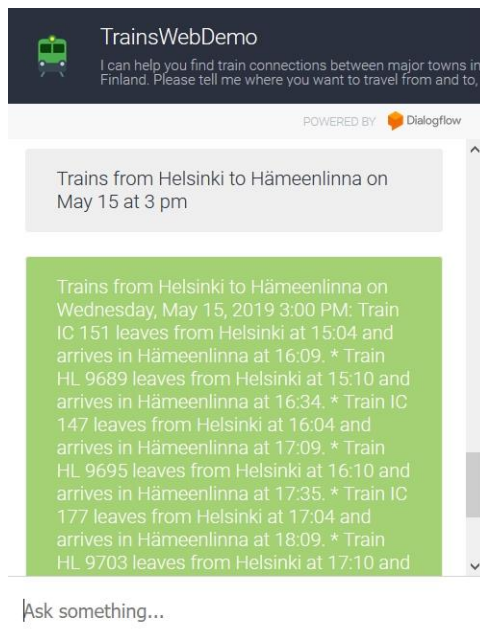 TrainsWebDemo
I can help you find train connections between major towns in
Finland. Please tell me where you want to travel from and to,
POWERED BY Dialogflow
Trains from Helsinki to Hämeenlinna on
May 15 at 3 pm
Trains from Helsinki to Hämeenlinna on
Wednesday, May 15, 2019 3:00 PM: Train
IC 151 leaves from Helsinki at 15:04 and
arrives in Hämeenlinna at 16:09. * Train
HL 9689 leaves from Helsinki at 15:10 and
arrives in Hämeenlinna at 16:34. * Train IC
147 leaves from Helsinki at 16:04 and
arrives in Hämeenlinna at 17:09. * Train
HL 9695 leaves from Helsinki at 16:10 and
arrives in Hämeenlinna at 17:35. * Train IC
177 leaves from Helsinki at 17:04 and
arrives in Hämeenlinna at 18:09. * Train
HL 9703 leaves from Helsinki at 17:10 and
Ask something...